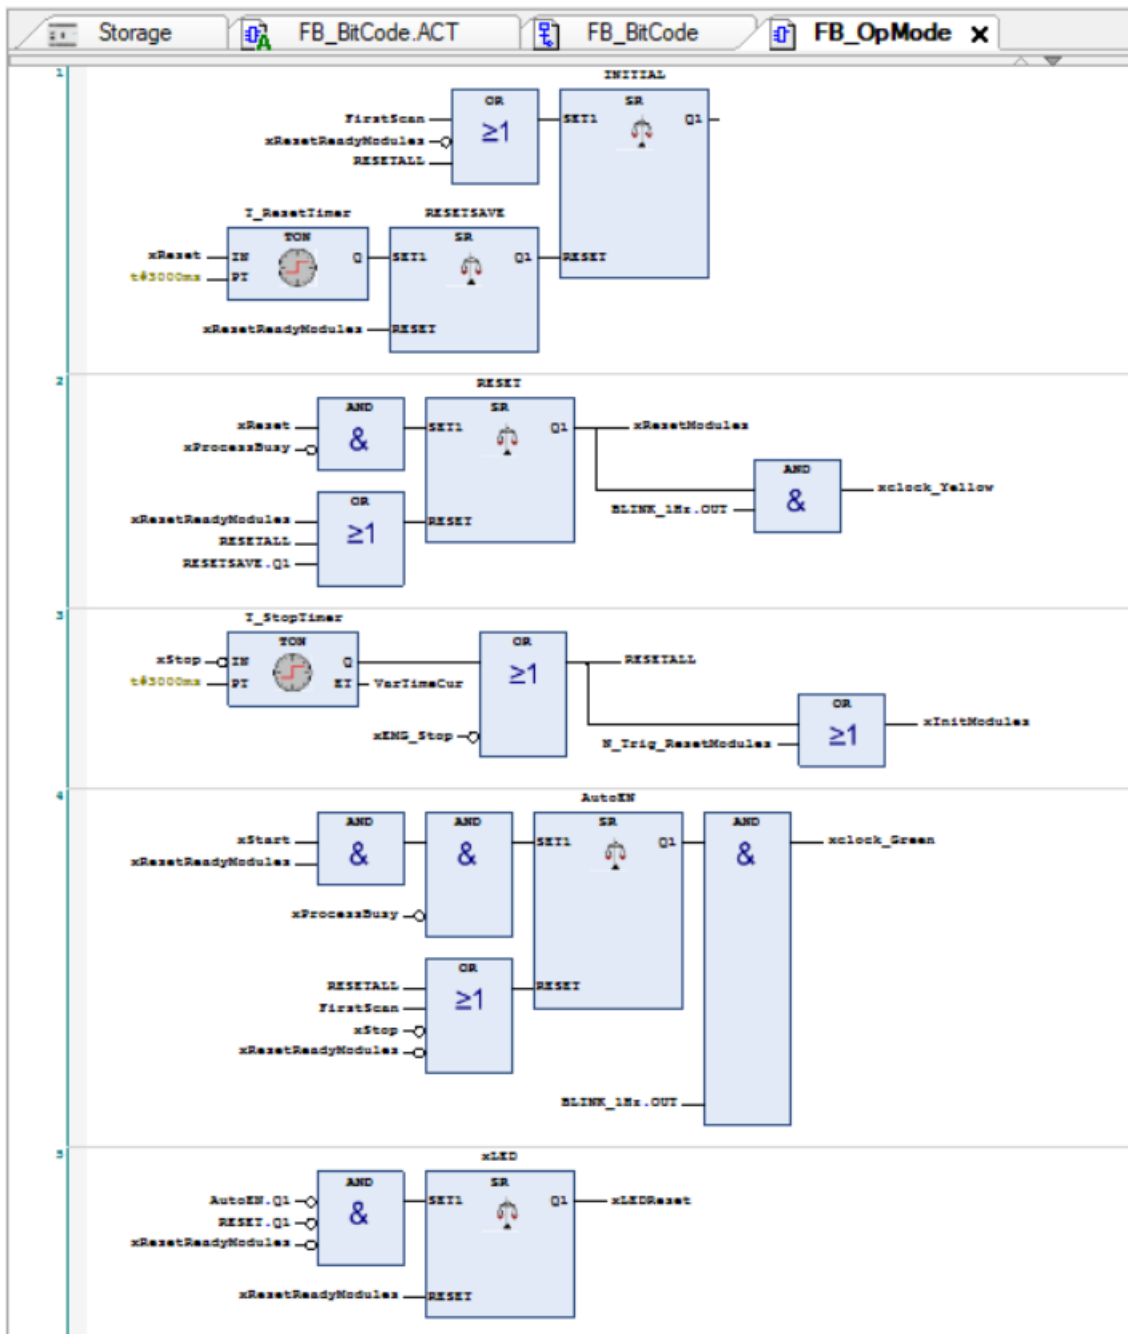 Storage FB_BitCode.ACT FB_BitCode FB_OpMode
1
INITIAL
OR SR
FirstScan SET1 Q1
xResetReadyModules ≥1
RESETALL
T_ResetTimer RESETSAVE
TON SR
xReset IN Q SET1 Q1 RESET
t#3000ms PT
xResetReadyModules RESET
2
RESET
AND SR
xReset SET1 Q1 xResetModules
xProcessBusy &
AND
OR xclock_Yellow
xResetReadyModules RESET BLINK_1Hz.OUT &
RESETALL ≥1
RESETSAVE.Q1
3
T_StopTimer
TON OR
xStop IN Q RESETALL
t#3000ms PT ET VarTimeCur ≥1
OR
xEMG_Stop xInitModules
N_Trig_ResetModules ≥1
4
AutoEN
AND AND SR AND
xStart SET1 Q1 xclock_Green
xResetReadyModules & & &
xProcessBusy
OR
RESETALL RESET
FirstScan ≥1
xStop
xResetReadyModules
BLINK_1Hz.OUT
5
xLED
AND SR
AutoEN.Q1 SET1 Q1 xLEDReset
RESET.Q1 &
xResetReadyModules
xResetReadyModules RESET